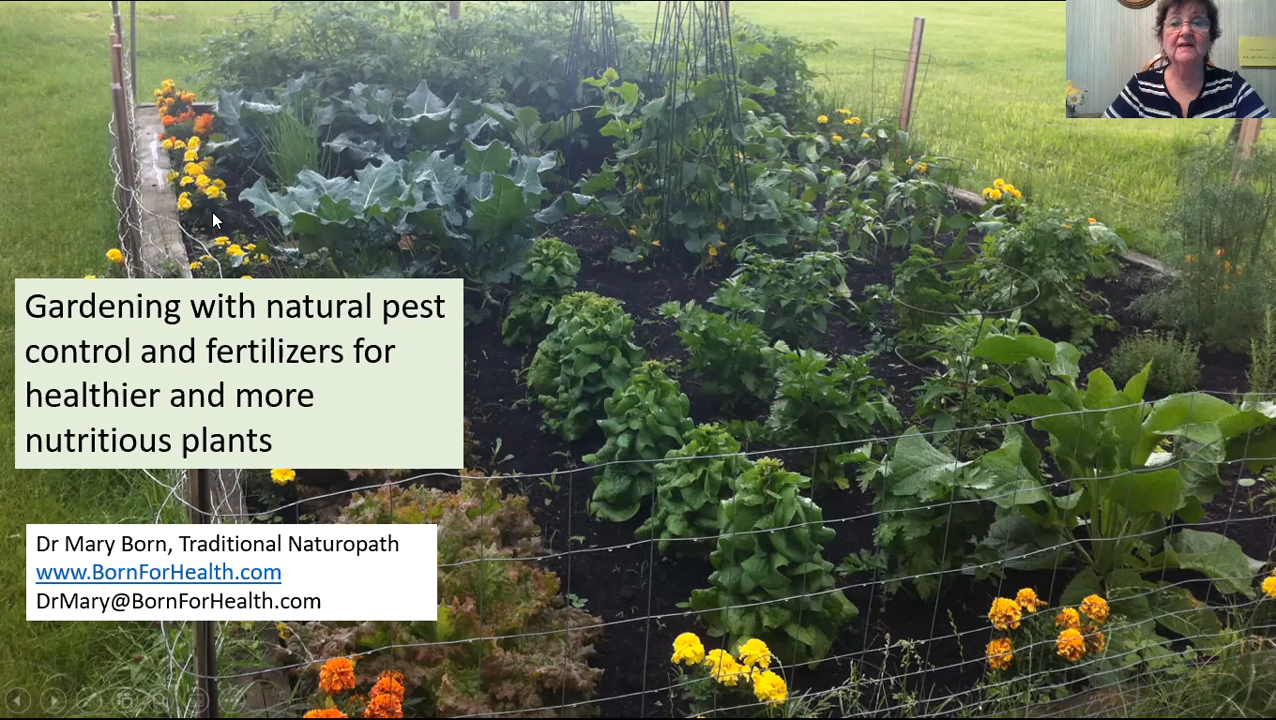 Gardening with natural pest
control and fertilizers for
healthier and more
nutritious plants
Dr Mary Born, Traditional Naturopath
www.BornForHealth.com
DrMary@BornForHealth.com